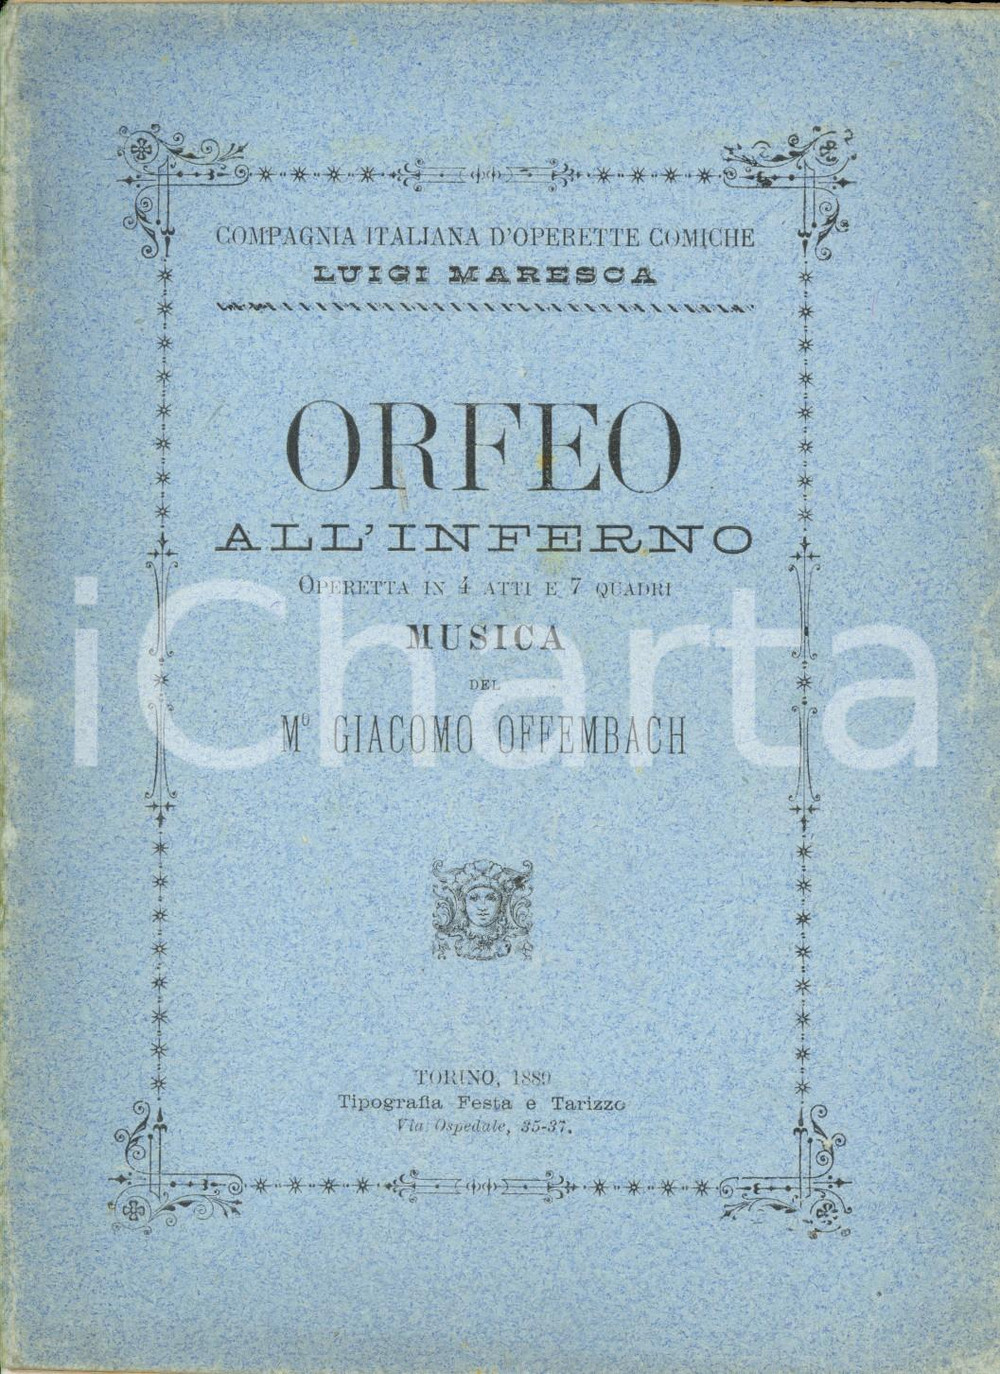 COMPAGNIA ITALIANA D'OPERETTE COMICHE
LUIGI MARESCA
ORFEO
ALL'INFERNO
OPERETTA IN 4 ATTI E 7 QUADRI
MUSICA
DEL
Mº GIACOMO OFFEMBACH
iCharta
TORINO, 1889
Tipografia Festa e Tarizzo
Via Ospedale, 35-37.